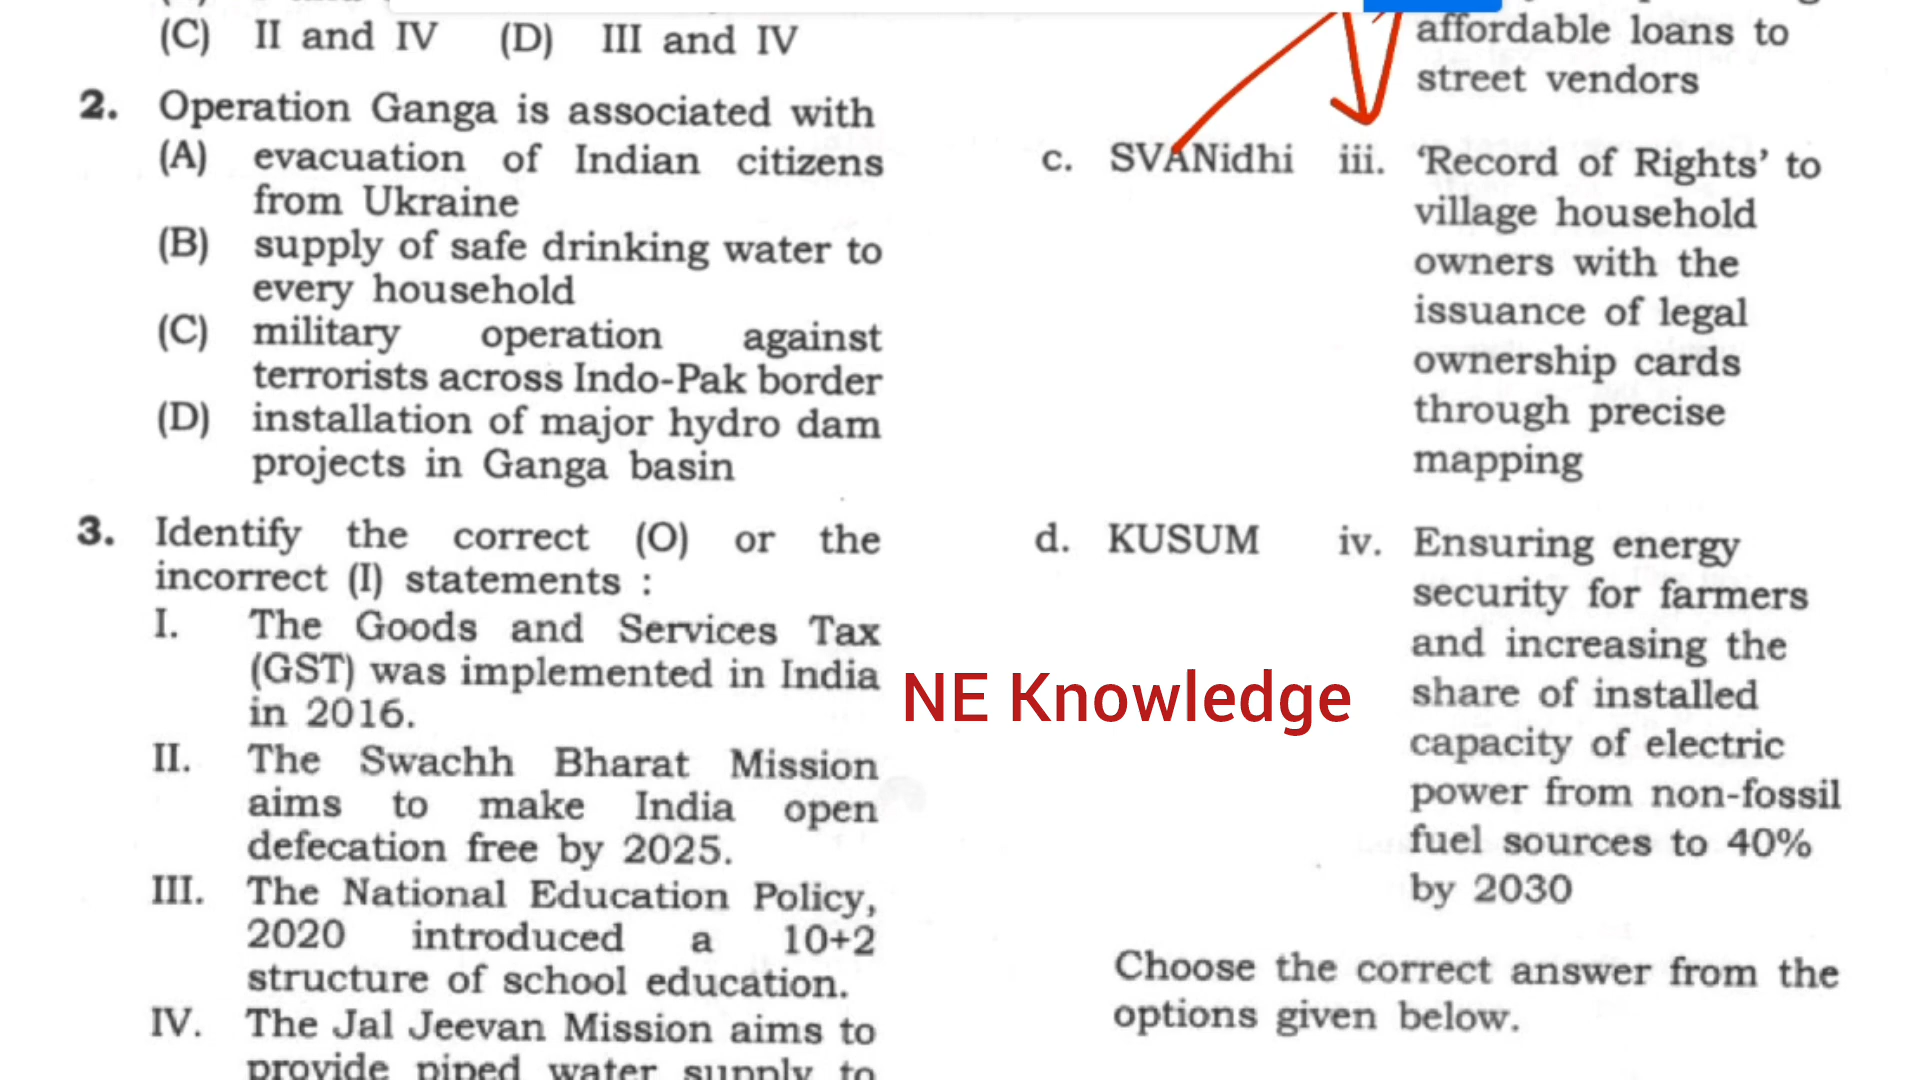 (C) II and IV (D) III and IV
2. Operation Ganga is associated with
(A) evacuation of Indian citizens
from Ukraine
(B) supply of safe drinking water to
every household
(C) military operation against
terrorists across Indo-Pak border
(D) installation of major hydro dam
projects in Ganga basin
3. Identify the correct (O) or the
incorrect (I) statements :
I. The Goods and Services Tax
(GST) was implemented in India
in 2016.
II. The Swachh Bharat Mission
aims to make India open
defecation free by 2025.
III. The National Education Policy,
2020 introduced a 10+2
structure of school education.
IV. The Jal Jeevan Mission aims to
provide piped water supply to
affordable loans to
street vendors
c. SVANidhi iii. ‘Record of Rights’ to
village household
owners with the
issuance of legal
ownership cards
through precise
mapping
d. KUSUM iv. Ensuring energy
security for farmers
and increasing the
share of installed
capacity of electric
power from non-fossil
fuel sources to 40%
by 2030
Choose the correct answer from the
options given below.
NE Knowledge